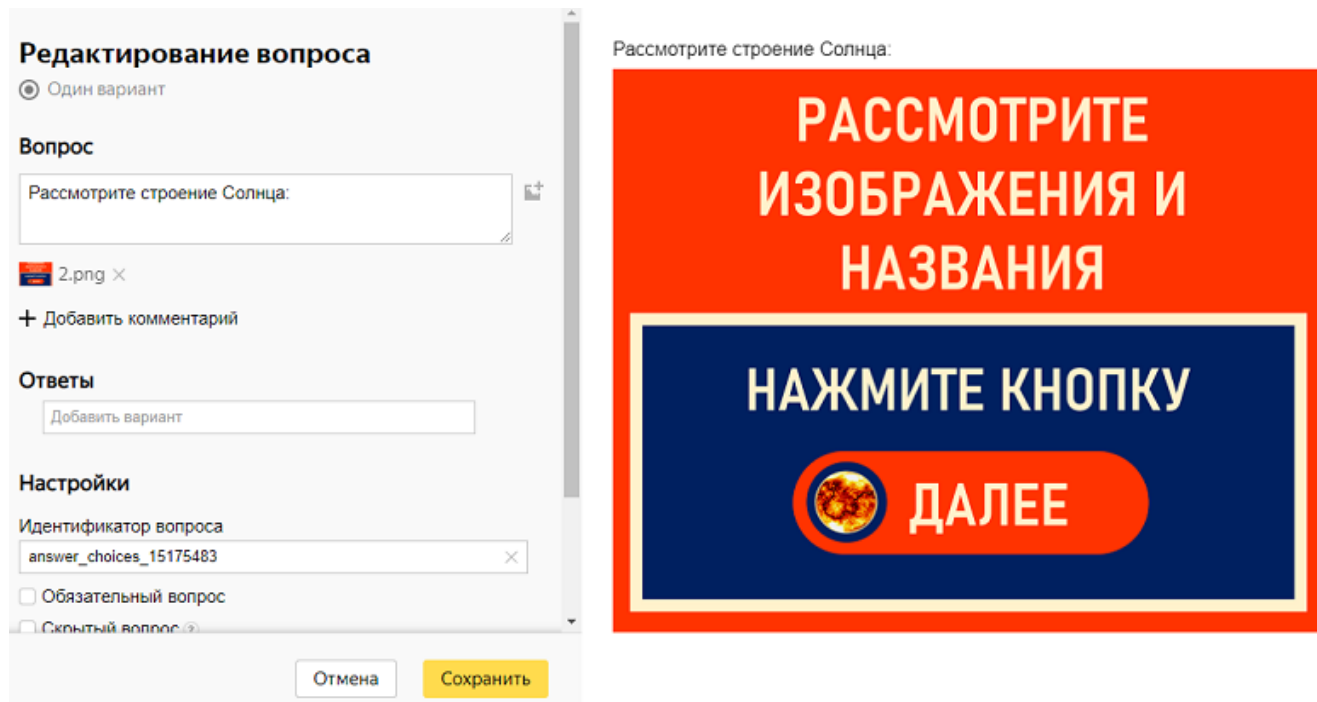 Редактирование вопроса
Один вариант
Вопрос
Рассмотрите строение Солнца:
2.png
Добавить комментарий
Ответы
Добавить вариант
Настройки
Идентификатор вопроса
answer_choices_15175483
Обязательный вопрос
Скрытый вопрос
Отмена
Сохранить
Рассмотрите строение Солнца:
РАССМОТРИТЕ
ИЗОБРАЖЕНИЯ И
НАЗВАНИЯ
НАЖМИТЕ КНОПКУ
ДАЛЕЕ